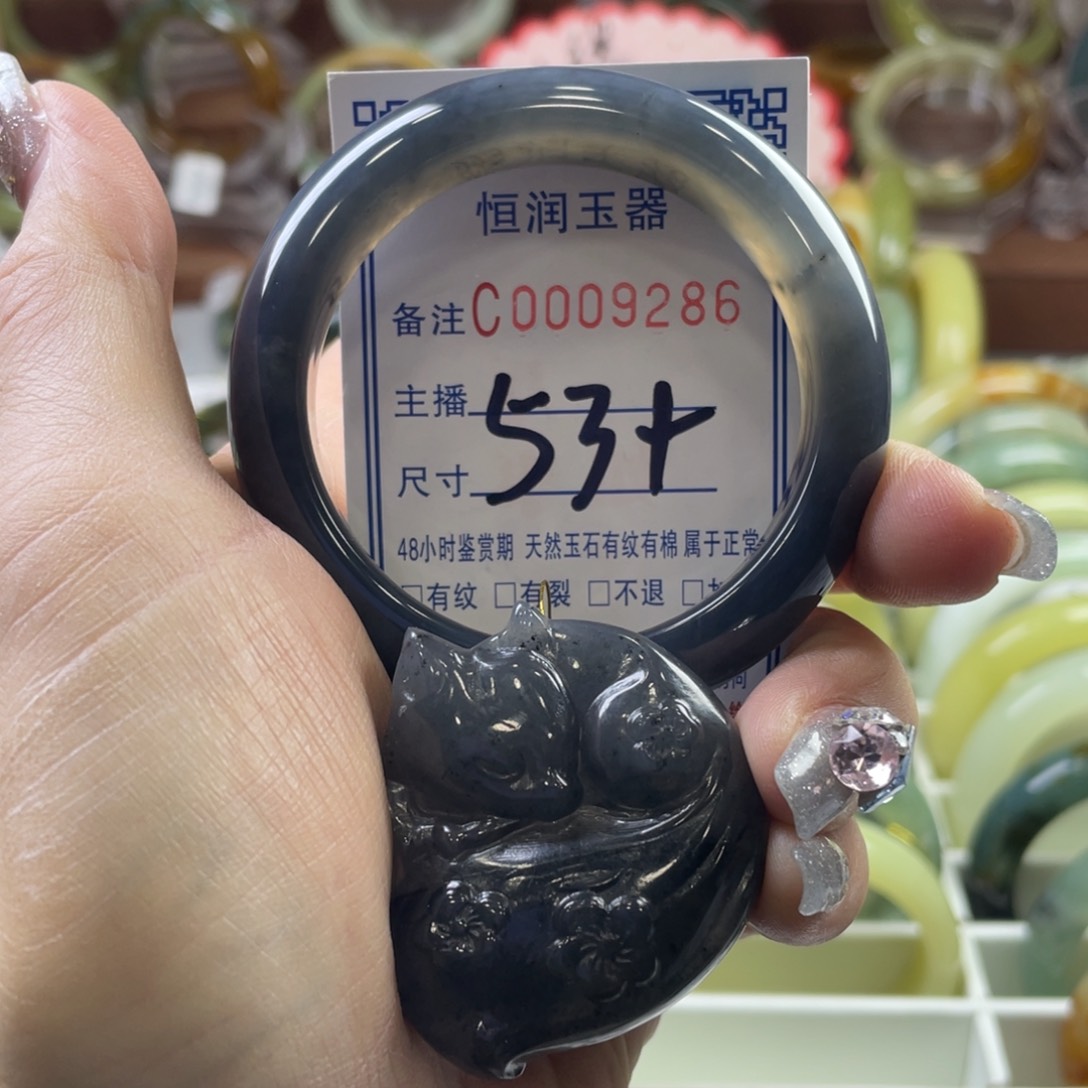 恒润玉器
备注C0009286
主播
尺寸 53+
48小时鉴赏期 天然玉石有纹有棉 属于正常
□有纹 □有裂 □不退 □